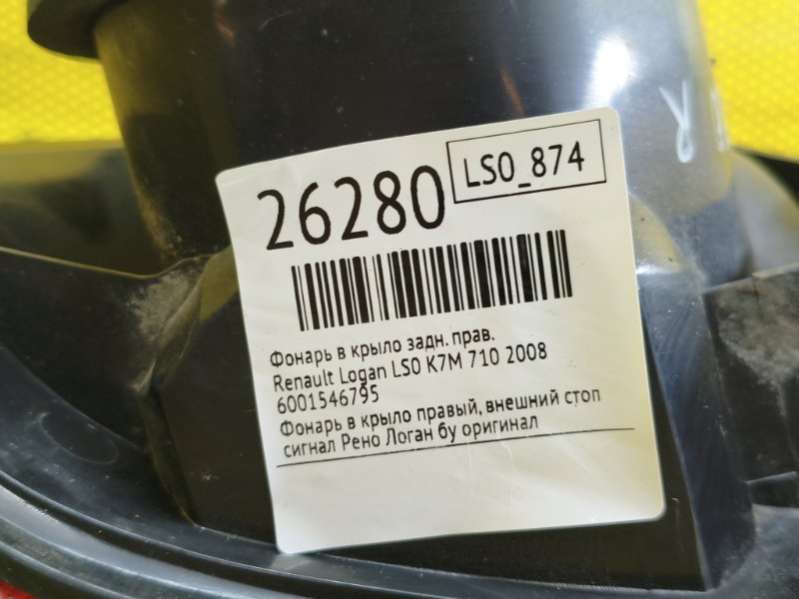 26280
LS0_874
Фонарь в крыло задн. прав.
Renault Logan LS0 K7M 710 2008
6001546795
Фонарь в крыло правый, внешний стоп
сигнал Рено Логан бу оригинал